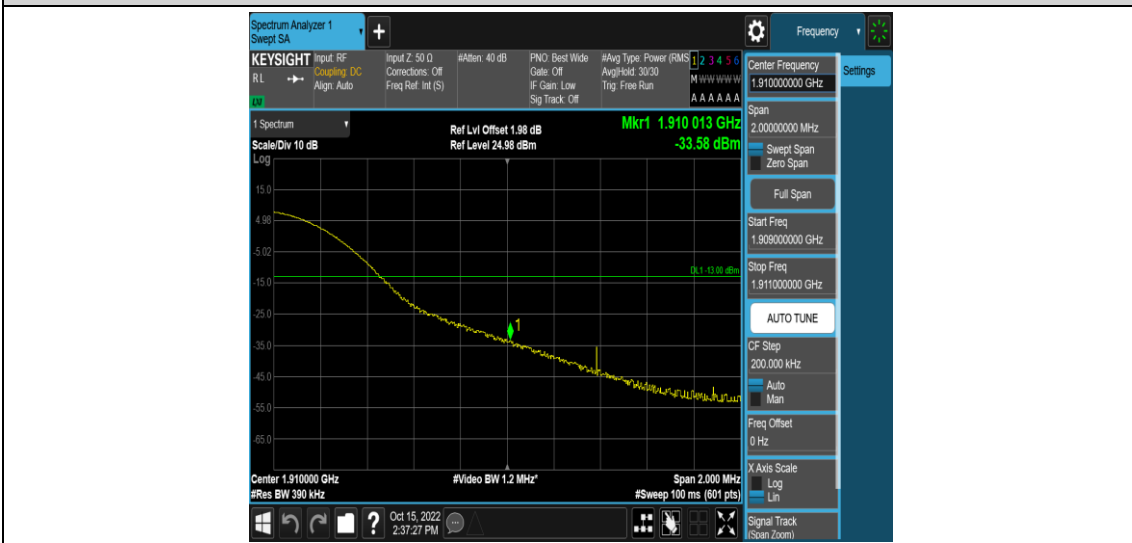 Spectrum Analyzer 1
Swept SA
+
Frequency
KEYSIGHT
Input: RF
Input Z: 50 Ω
#Atten: 40 dB
PNO: Best Wide
#Avg Type: Power (RMS
1 2 3 4 5 6
R L
Coupling: DC
Corrections: Off
Gate: Off
Avg|Hold: 30/30
M W W W W W
Align: Auto
Freq Ref: Int (S)
IF Gain: Low
Trig: Free Run
Sig Track: Off
A A A A A A
LXI
1 Spectrum
Ref Lvl Offset 1.98 dB
Mkr1 1.910 013 GHz
Scale/Div 10 dB
Ref Level 24.98 dBm
-33.58 dBm
Log
15.0
4.98
-5.02
DL1 -13.00 dBm
-15.0
-25.0
1
-35.0
-45.0
-55.0
-65.0
Center 1.910000 GHz
#Video BW 1.2 MHz*
Span 2.000 MHz
#Res BW 390 kHz
#Sweep 100 ms (601 pts)
Center Frequency
1.910000000 GHz
Settings
Span
2.00000000 MHz
Swept Span
Zero Span
Full Span
Start Freq
1.909000000 GHz
Stop Freq
1.911000000 GHz
AUTO TUNE
CF Step
200.000 kHz
Auto
Man
Freq Offset
0 Hz
X Axis Scale
Log
Lin
Signal Track
(Span Zoom)
?
Oct 15, 2022
2:37:27 PM